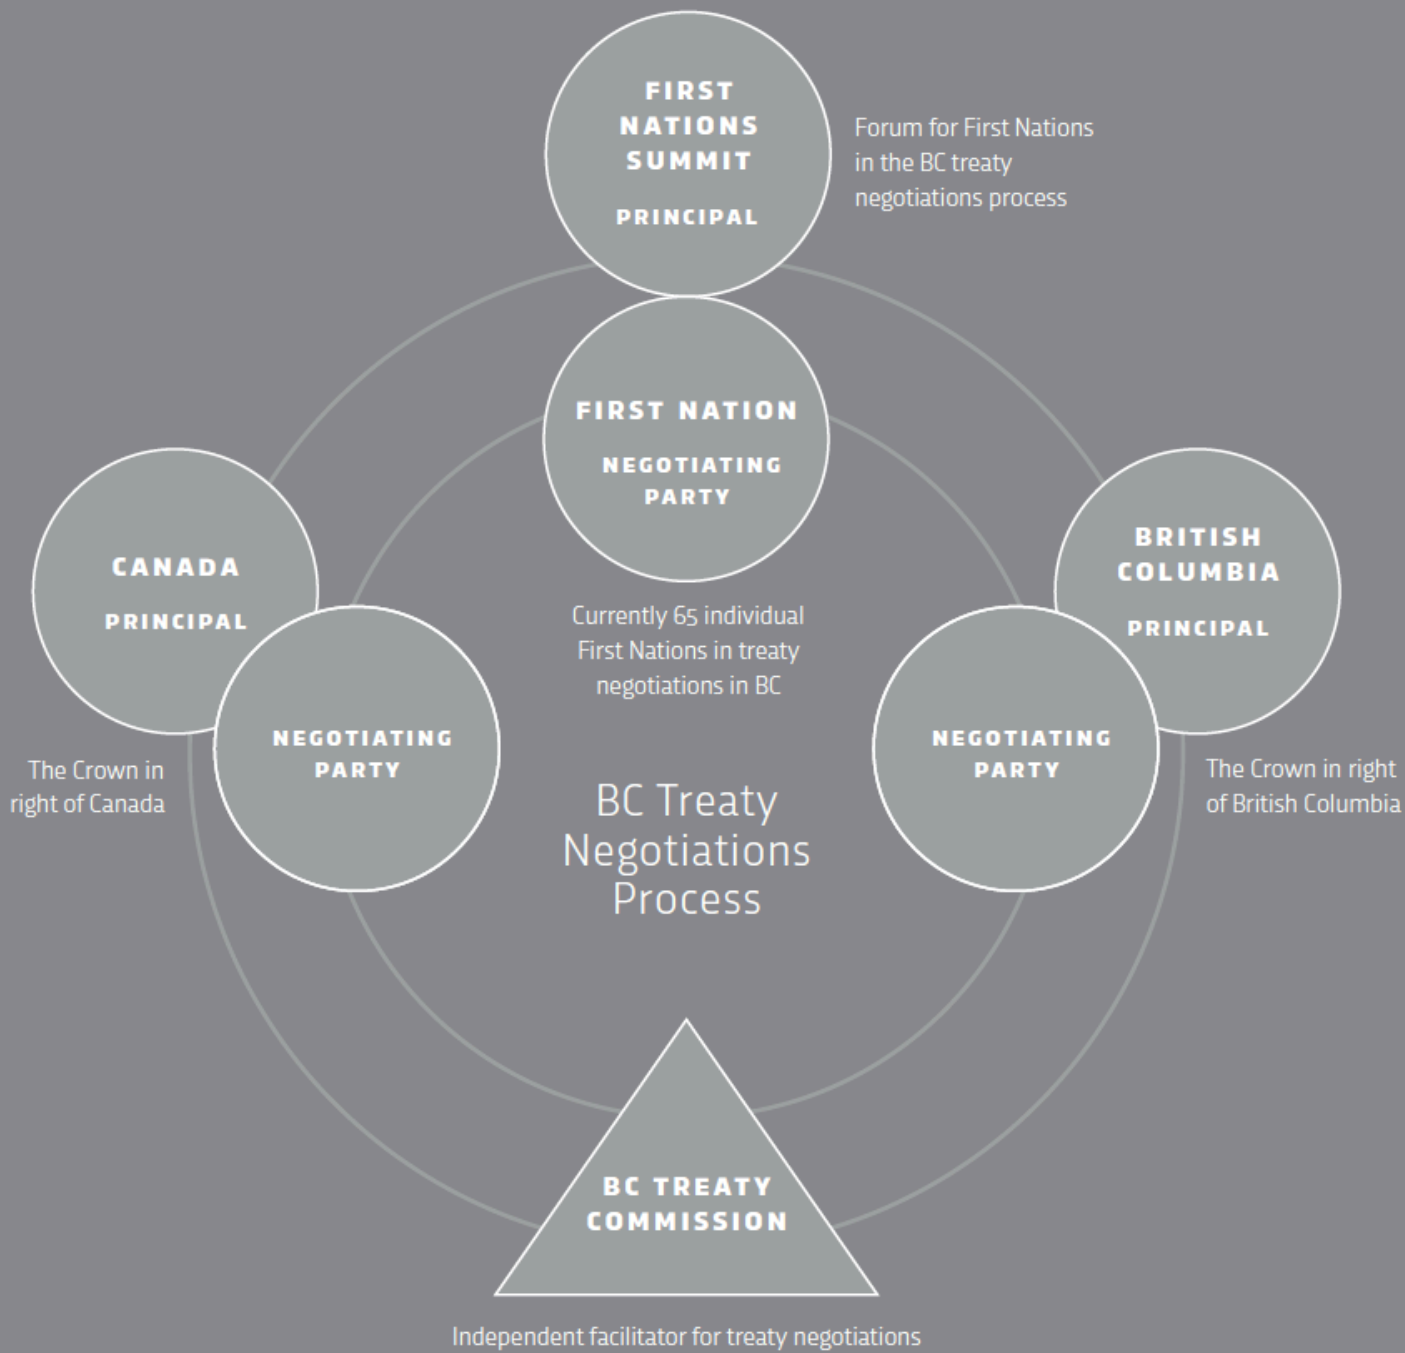 FIRST
NATIONS
SUMMIT
PRINCIPAL
Forum for First Nations
in the BC treaty
negotiations process
FIRST NATION
NEGOTIATING
PARTY
Currently 65 individual
First Nations in treaty
negotiations in BC
CANADA
PRINCIPAL
NEGOTIATING
PARTY
The Crown in
right of Canada
BRITISH
COLUMBIA
PRINCIPAL
NEGOTIATING
PARTY
The Crown in right
of British Columbia
BC Treaty
Negotiations
Process
BC TREATY
COMMISSION
Independent facilitator for treaty negotiations